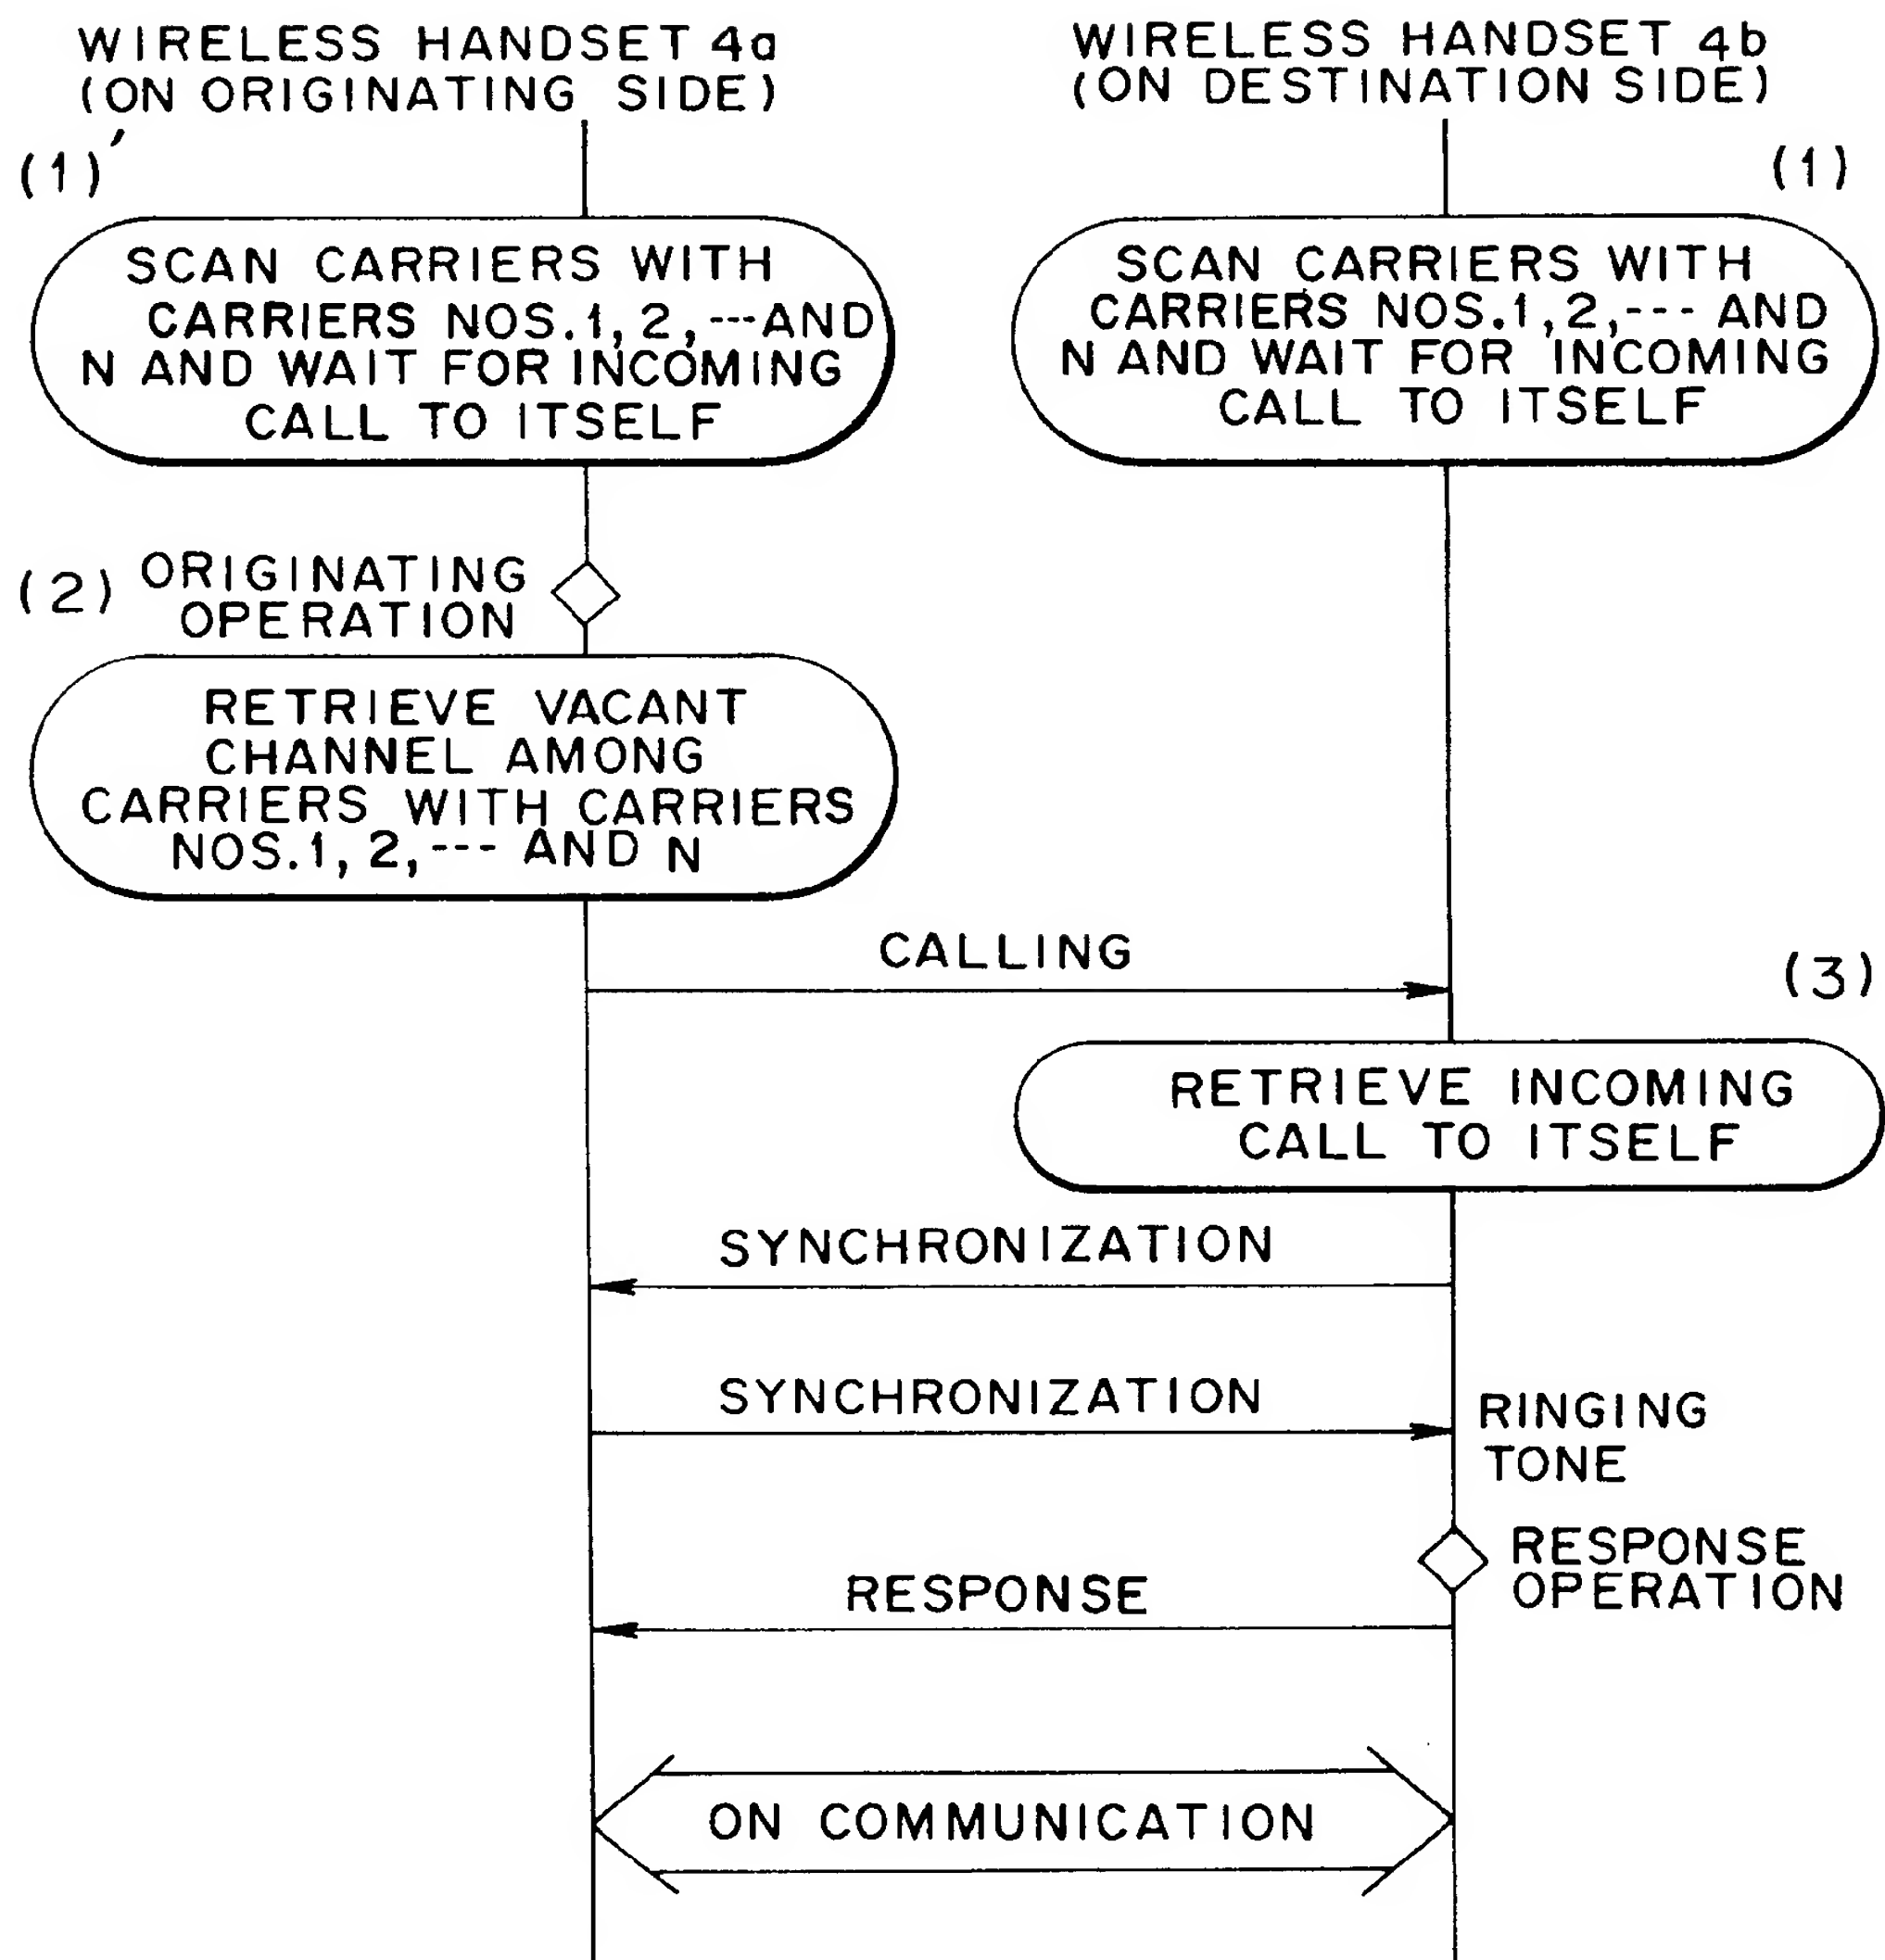 WIRELESS HANDSET 4a
(ON ORIGINATING SIDE)
WIRELESS HANDSET 4b
(ON DESTINATION SIDE)
(1)'
(1)
SCAN CARRIERS WITH
CARRIERS NOS.1, 2,---AND
N AND WAIT FOR INCOMING
CALL TO ITSELF
SCAN CARRIERS WITH
CARRIERS NOS.1,2,--- AND
N AND WAIT FOR INCOMING
CALL TO ITSELF
(2)
ORIGINATING
OPERATION
RETRIEVE VACANT
CHANNEL AMONG
CARRIERS WITH CARRIERS
NOS.1, 2,--- AND N
CALLING
(3)
RETRIEVE INCOMING
CALL TO ITSELF
SYNCHRONIZATION
SYNCHRONIZATION
RINGING
TONE
RESPONSE
OPERATION
RESPONSE
ON COMMUNICATION